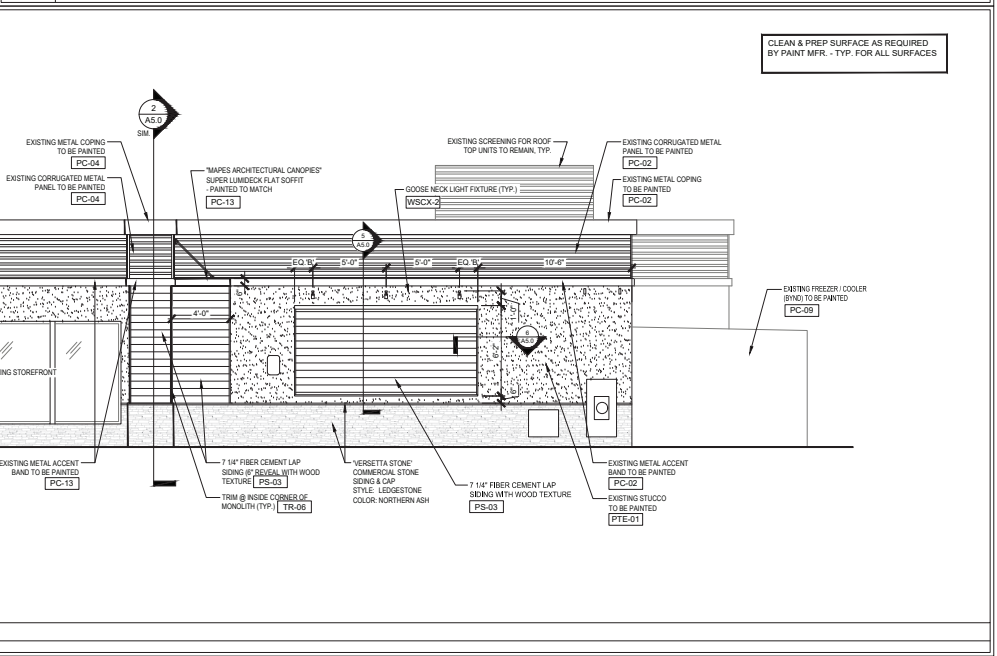 CLEAN & PREP SURFACE AS REQUIRED
BY PAINT MFR. - TYP. FOR ALL SURFACES
2
A5.0
SIM.
EXISTING METAL COPING
TO BE PAINTED
PC-04
EXISTING CORRUGATED METAL
PANEL TO BE PAINTED
PC-04
"MAPES ARCHITECTURAL CANOPIES"
SUPER LUMIDECK FLAT SOFFIT
- PAINTED TO MATCH
PC-13
EXISTING SCREENING FOR ROOF
TOP UNITS TO REMAIN, TYP.
GOOSE NECK LIGHT FIXTURE (TYP.)
WSCX-2
EXISTING CORRUGATED METAL
PANEL TO BE PAINTED
PC-02
EXISTING METAL COPING
TO BE PAINTED
PC-02
5
A5.0
EQ.'B'
5'-0"
5'-0"
EQ.'B'
10'-6"
6"
4'-0"
1'-0"
6'-2"
6"
6
A5.0
EXISTING FREEZER / COOLER
(BYND) TO BE PAINTED
PC-09
NG STOREFRONT
EXISTING METAL ACCENT
BAND TO BE PAINTED
PC-13
7 1/4" FIBER CEMENT LAP
SIDING (6" REVEAL WITH WOOD
TEXTURE PS-03
TRIM @ INSIDE CORNER OF
MONOLITH (TYP.) TR-06
'VERSETTA STONE'
COMMERCIAL STONE
SIDING & CAP
STYLE: LEDGESTONE
COLOR: NORTHERN ASH
7 1/4" FIBER CEMENT LAP
SIDING WITH WOOD TEXTURE
PS-03
EXISTING METAL ACCENT
BAND TO BE PAINTED
PC-02
EXISTING STUCCO
TO BE PAINTED
PTE-01